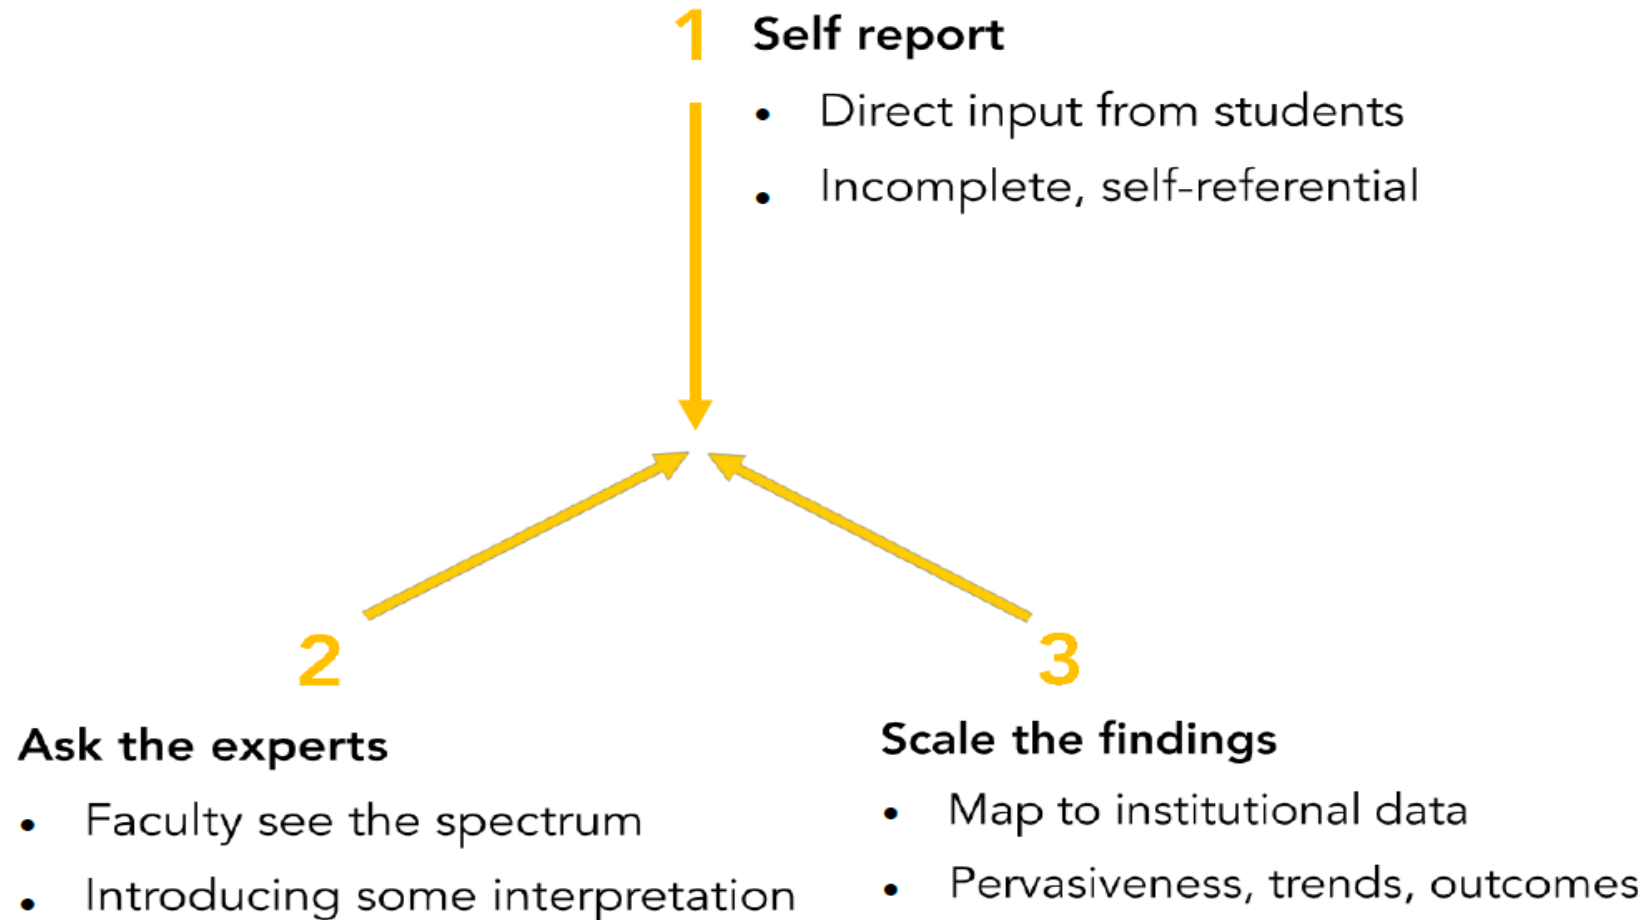 1
Self report
• Direct input from students
• Incomplete, self-referential
2
Ask the experts
• Faculty see the spectrum
• Introducing some interpretation
3
Scale the findings
• Map to institutional data
• Pervasiveness, trends, outcomes